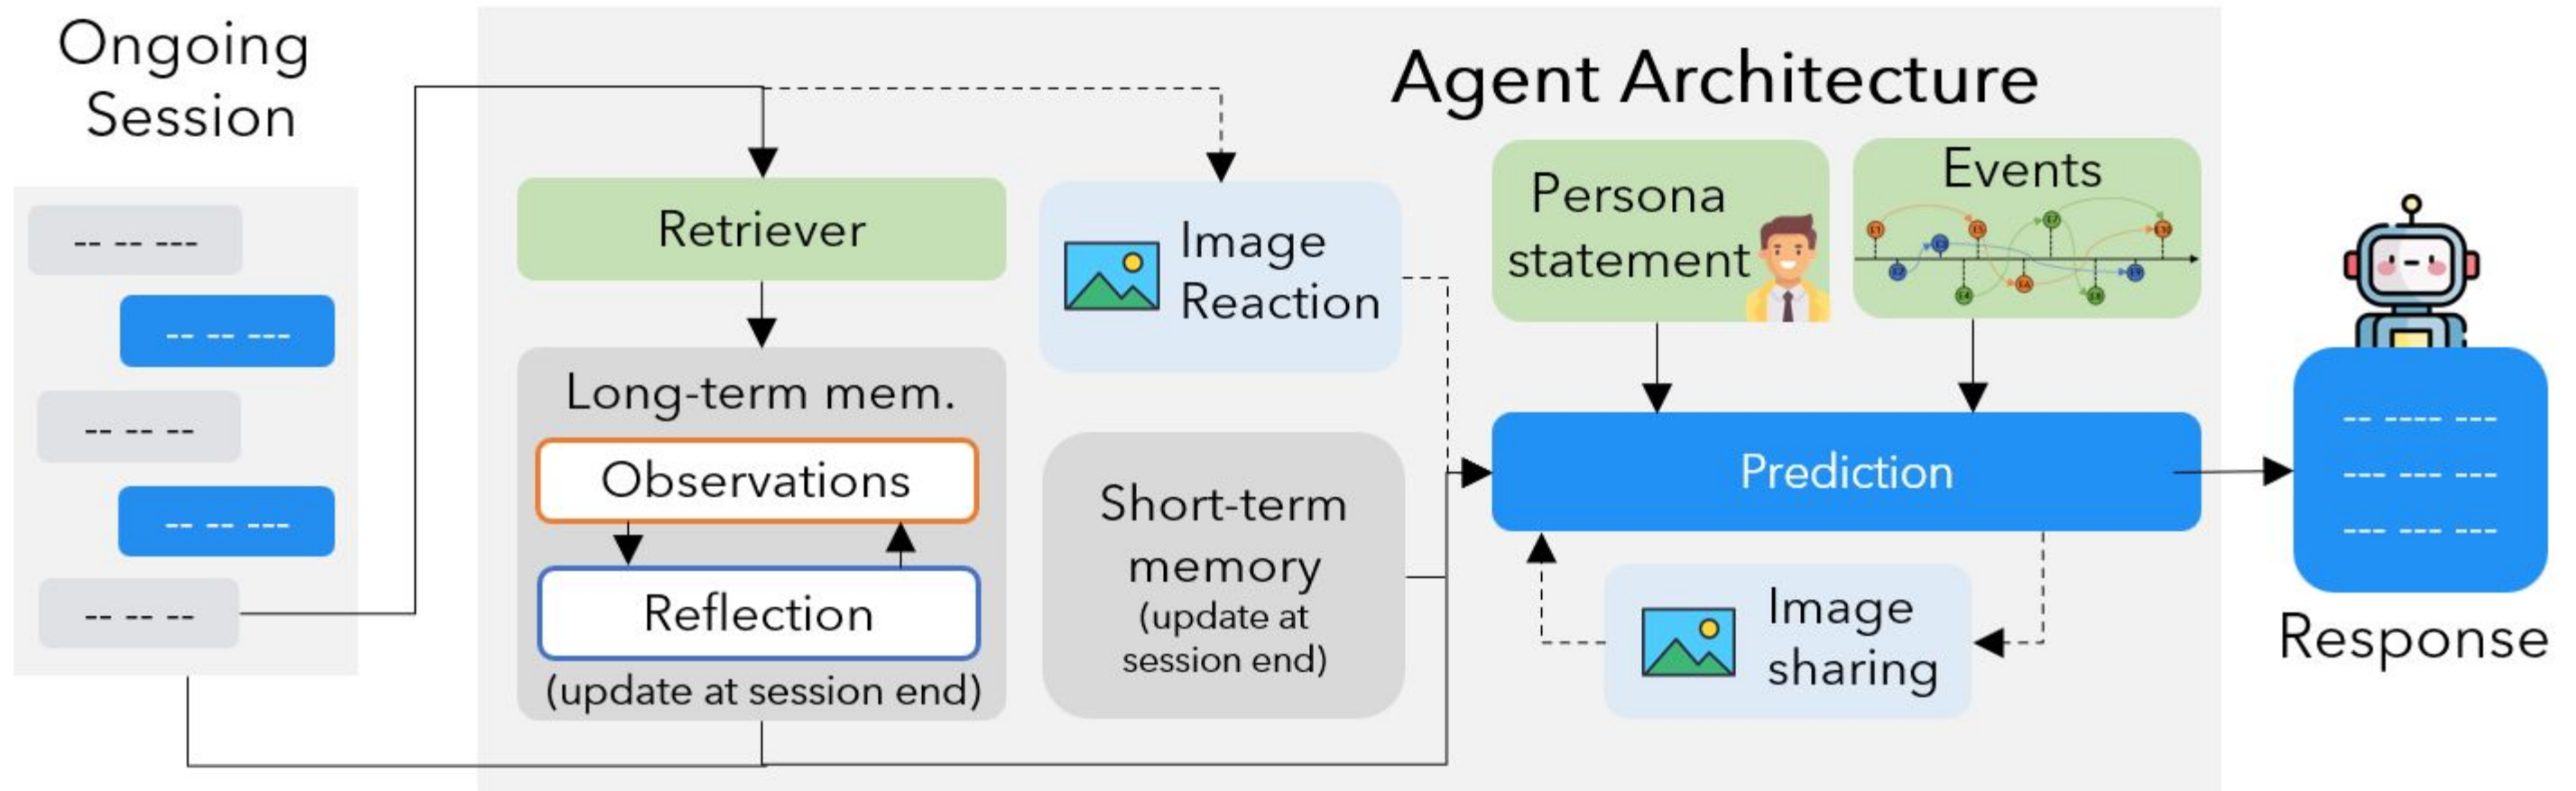 Ongoing
Session
-- -- ---
-- -- ---
-- -- --
-- -- ---
-- -- --
Agent Architecture
Retriever
Long-term mem.
Observations
Reflection
(update at session end)
Image
Reaction
Short-term
memory
(update at
session end)
Persona
statement
Events
Prediction
Image
sharing
-- ---- ---
--- --- ---
--- --- ---
Response